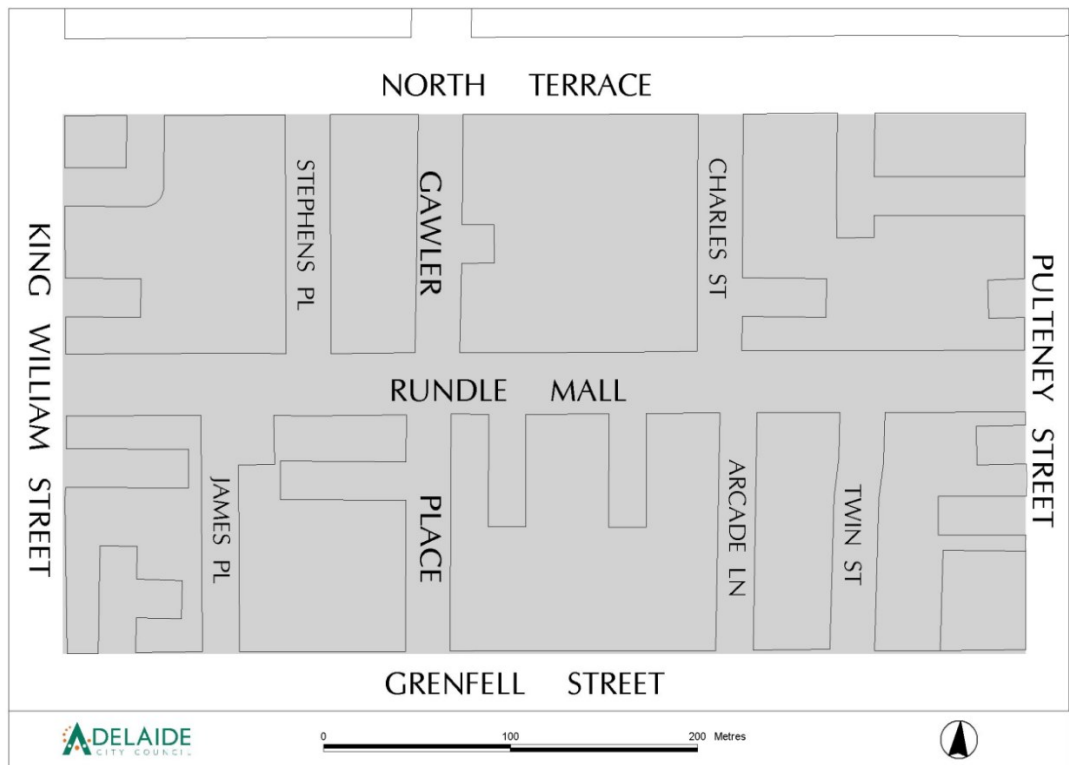 NORTH TERRACE
KING WILLIAM STREET
STEPHENS PL
GAWLER
CHARLES ST
PULTENEY STREET
RUNDLE MALL
JAMES PL
PLACE
ARCADE LN
TWIN ST
GRENFELL STREET
ADELAIDE
CITY COUNCIL
0 100 200 Metres